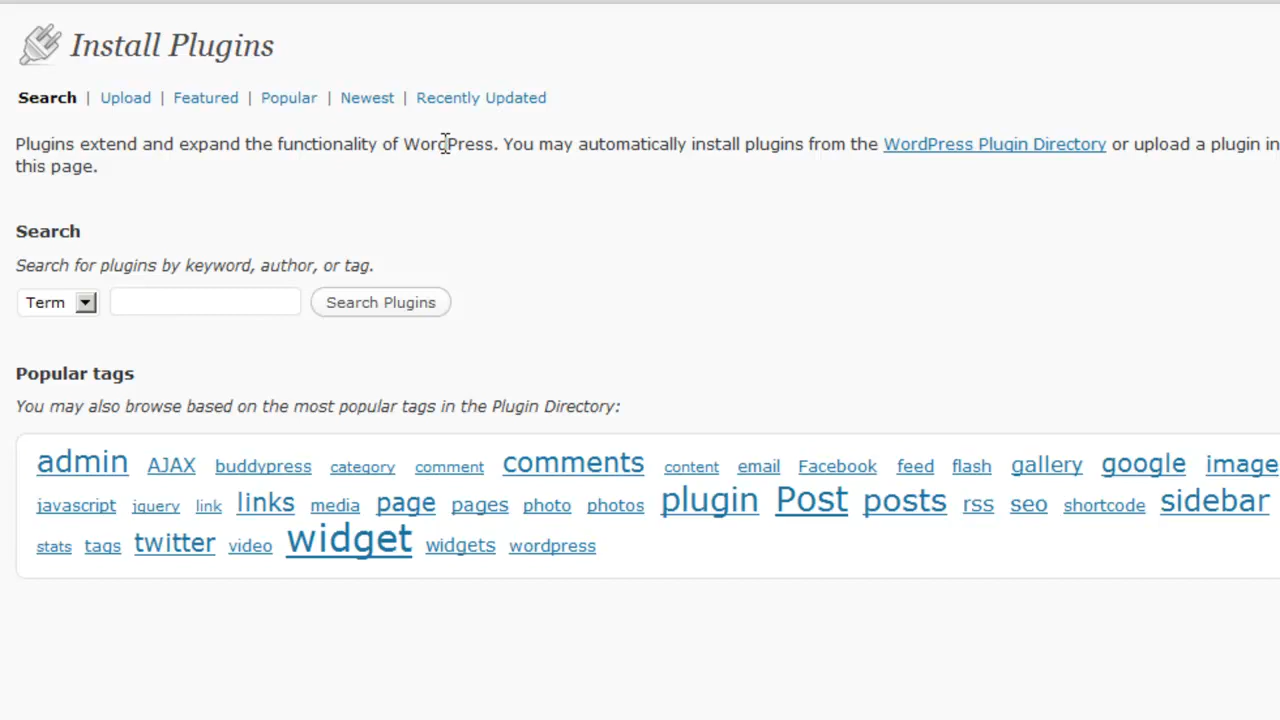 Install Plugins
Search | Upload | Featured | Popular | Newest | Recently Updated
Plugins extend and expand the functionality of WordPress. You may automatically install plugins from the WordPress Plugin Directory or upload a plugin in
this page.
Search
Search for plugins by keyword, author, or tag.
Term Search Plugins
Popular tags
You may also browse based on the most popular tags in the Plugin Directory:
admin AJAX buddypress category comment comments content email Facebook feed flash gallery google image
javascript jquery link links media page pages photo photos plugin Post posts rss seo shortcode sidebar
stats tags twitter video widget widgets wordpress